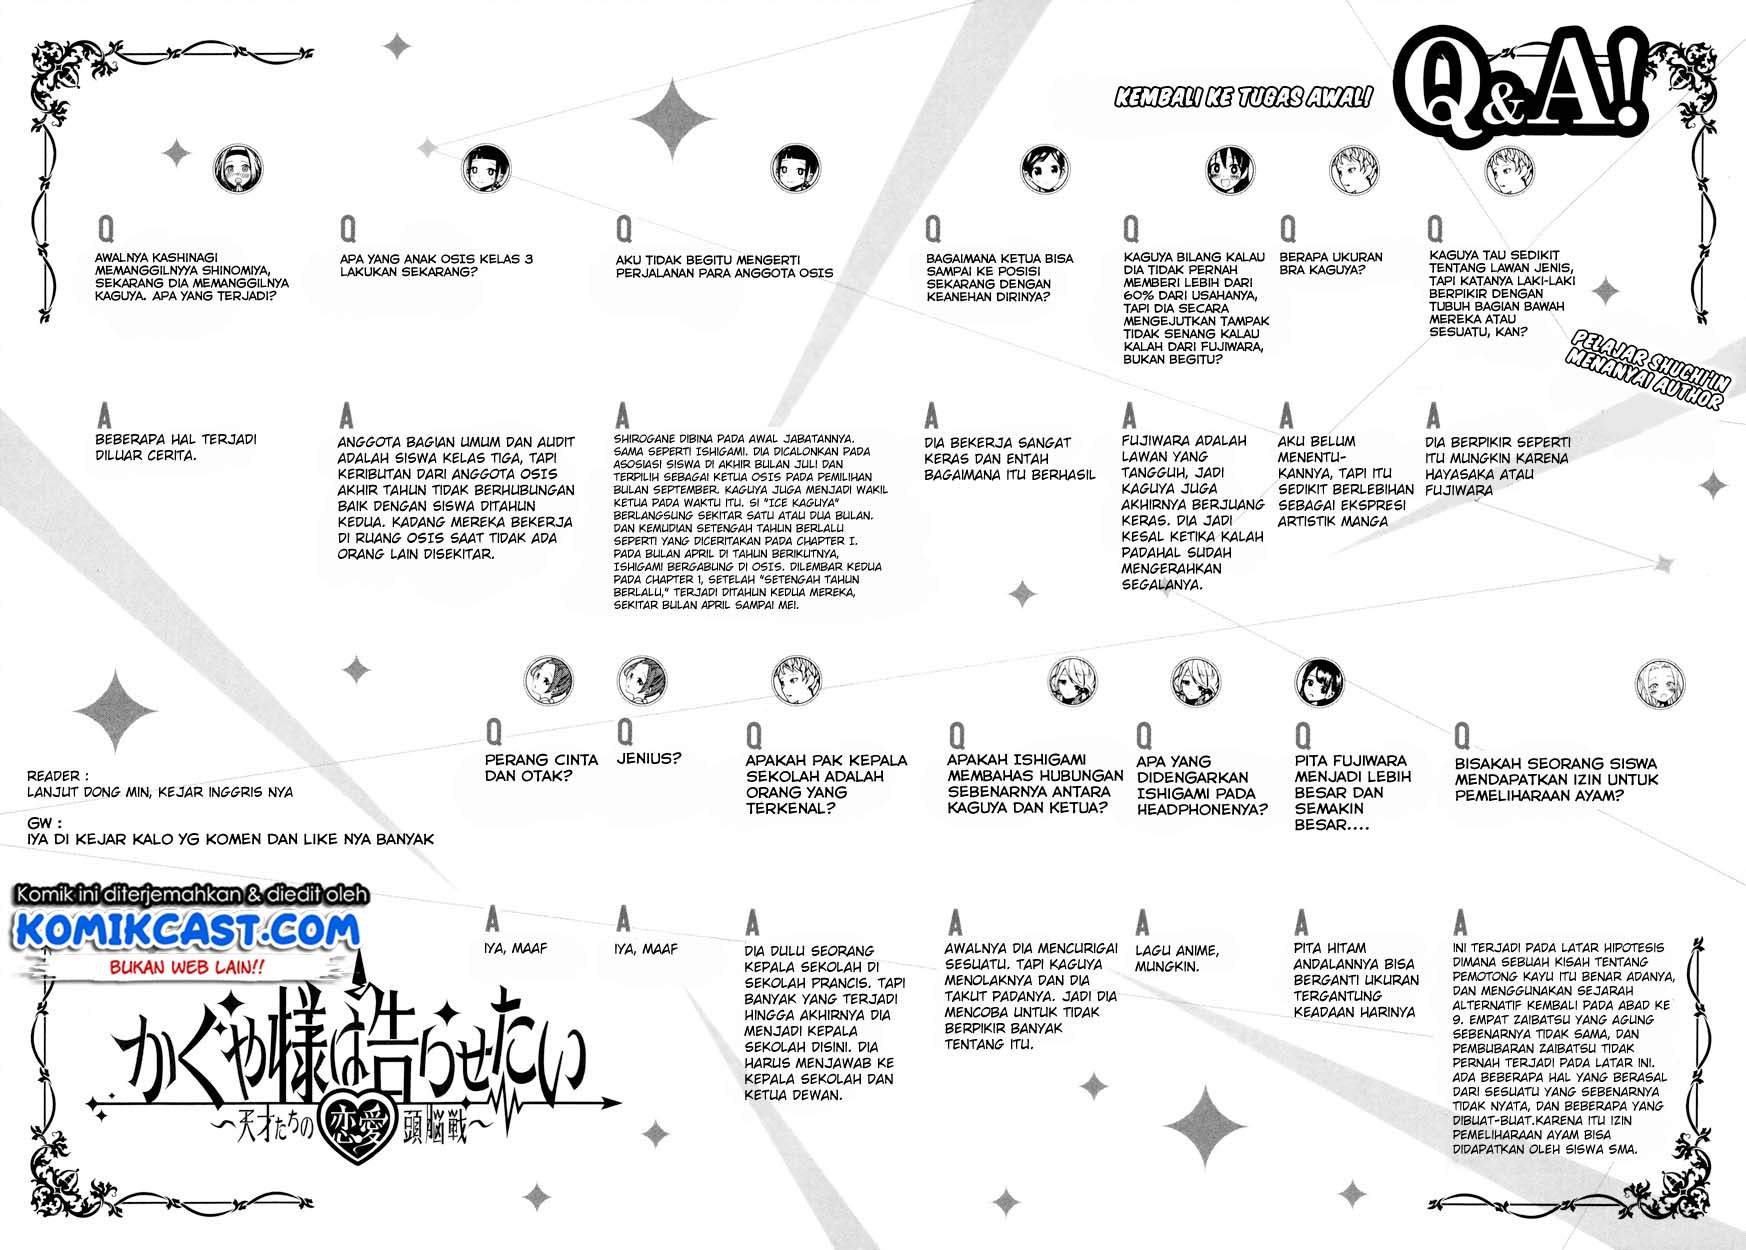 Q&A!
KEMBALI KE TUGAS AWAL!
PELAJAR SHUCHI'IN
MENANYAI AUTHOR
Q
KAGUYA TAU SEDIKIT
TENTANG LAWAN JENIS,
TAPI KATANYA LAKI-LAKI
BERPIKIR DENGAN
TUBUH BAGIAN BAWAH
MEREKA ATAU
SESUATU, KAN?
A
DIA BERPIKIR SEPERTI
ITU MUNGKIN KARENA
HAYASAKA ATAU
FUJIWARA
Q
BERAPA UKURAN
BRA KAGUYA?
A
AKU BELUM
MENENTU-
KANNYA, TAPI ITU
SEDIKIT BERLEBIHAN
SEBAGAI EKSPRESI
ARTISTIK MANGA
Q
KAGUYA BILANG KALAU
DIA TIDAK PERNAH
MEMBERI LEBIH DARI
60% DARI USAHANYA,
TAPI DIA SECARA
MENGEJUTKAN TAMPAK
TIDAK SENANG KALAU
KALAH DARI FUJIWARA,
BUKAN BEGITU?
A
FUJIWARA ADALAH
LAWAN YANG
TANGGUH, JADI
KAGUYA JUGA
AKHIRNYA BERJUANG
KERAS. DIA JADI
KESAL KETIKA KALAH
PADAHAL SUDAH
MENGERAHKAN
SEGALANYA.
Q
BAGAIMANA KETUA BISA
SAMPAI KE POSISI
SEKARANG DENGAN
KEANEHAN DIRINYA?
A
DIA BEKERJA SANGAT
KERAS DAN ENTAH
BAGAIMANA ITU BERHASIL
Q
AKU TIDAK BEGITU MENGERTI
PERJALANAN PARA ANGGOTA OSIS
A
SHIROGANE DIBINA PADA AWAL JABATANNYA.
SAMA SEPERTI ISHIGAMI. DIA DICALONKAN PADA
ASOSIASI SISWA DI AKHIR BULAN JULI DAN
TERPILIH SEBAGAI KETUA OSIS PADA PEMILIHAN
BULAN SEPTEMBER. KAGUYA JUGA MENJADI WAKIL
KETUA PADA WAKTU ITU. SI "ICE KAGUYA"
BERLANGSUNG SEKITAR SATU ATAU DUA BULAN.
DAN KEMUDIAN SETENGAH TAHUN BERLALU
SEPERTI YANG DICERITAKAN PADA CHAPTER I.
PADA BULAN APRIL DI TAHUN BERIKUTNYA,
ISHIGAMI BERGABUNG DI OSIS. DILEMBAR KEDUA
PADA CHAPTER 1, SETELAH "SETENGAH TAHUN
BERLALU," TERJADI DITAHUN KEDUA MEREKA,
SEKITAR BULAN APRIL SAMPAI MEI.
Q
APA YANG ANAK OSIS KELAS 3
LAKUKAN SEKARANG?
A
ANGGOTA BAGIAN UMUM DAN AUDIT
ADALAH SISWA KELAS TIGA, TAPI
KERIBUTAN DARI ANGGOTA OSIS
AKHIR TAHUN TIDAK BERHUBUNGAN
BAIK DENGAN SISWA DITAHUN
KEDUA. KADANG MEREKA BEKERJA
DI RUANG OSIS SAAT TIDAK ADA
ORANG LAIN DISEKITAR.
Q
AWALNYA KASHINAGI
MEMANGGILNYYA SHINOMIYA,
SEKARANG DIA MEMANGGILNYA
KAGUYA. APA YANG TERJADI?
A
BEBERAPA HAL TERJADI
DILUAR CERITA.
Q
BISAKAH SEORANG SISWA
MENDAPATKAN IZIN UNTUK
PEMELIHARAAN AYAM?
A
INI TERJADI PADA LATAR HIPOTESIS
DIMANA SEBUAH KISAH TENTANG
PEMOTONG KAYU ITU BENAR ADANYA,
DAN MENGGUNAKAN SEJARAH
ALTERNATIF KEMBALI PADA ABAD KE
9. EMPAT ZAIBATSU YANG AGUNG
SEBENARNYA TIDAK SAMA, DAN
PEMBUBARAN ZAIBATSU TIDAK
PERNAH TERJADI PADA LATAR INI.
ADA BEBERAPA HAL YANG BERASAL
DARI SESUATU YANG SEBENARNYA
TIDAK NYATA, DAN BEBERAPA YANG
DIBUAT-BUAT.KARENA ITU IZIN
PEMELIHARAAN AYAM BISA
DIDAPATKAN OLEH SISWA SMA.
Q
PITA FUJIWARA
MENJADI LEBIH
BESAR DAN
SEMAKIN
BESAR....
A
PITA HITAM
ANDALANNYA BISA
BERGANTI UKURAN
TERGANTUNG
KEADAAN HARINYA
Q
APA YANG
DIDENGARKAN
ISHIGAMI PADA
HEADPHONENYA?
A
LAGU ANIME,
MUNGKIN.
Q
APAKAH ISHIGAMI
MEMBAHAS HUBUNGAN
SEBENARNYA ANTARA
KAGUYA DAN KETUA?
A
AWALNYA DIA MENCURIGAI
SESUATU. TAPI KAGUYA
MENOLAKNYA DAN DIA
TAKUT PADANYA. JADI DIA
MENCOBA UNTUK TIDAK
BERPIKIR BANYAK
TENTANG ITU.
Q
APAKAH PAK KEPALA
SEKOLAH ADALAH
ORANG YANG
TERKENAL?
A
DIA DULU SEORANG
KEPALA SEKOLAH DI
SEKOLAH PRANCIS. TAPI
BANYAK YANG TERJADI
HINGGA AKHIRNYA DIA
MENJADI KEPALA
SEKOLAH DISINI. DIA
HARUS MENJAWAB KE
KEPALA SEKOLAH DAN
KETUA DEWAN.
Q
JENIUS?
A
IYA, MAAF
Q
PERANG CINTA
DAN OTAK?
A
IYA, MAAF
READER :
LANJUT DONG MIN, KEJAR INGGRIS NYA
GW :
IYA DI KEJAR KALO YG KOMEN DAN LIKE NYA BANYAK
Komik ini diterjemahkan & diedit oleh
KOMIKCAST.COM
BUKAN WEB LAIN!!
かぐや様は告らせたい
～天才たちの恋愛頭脳戦～